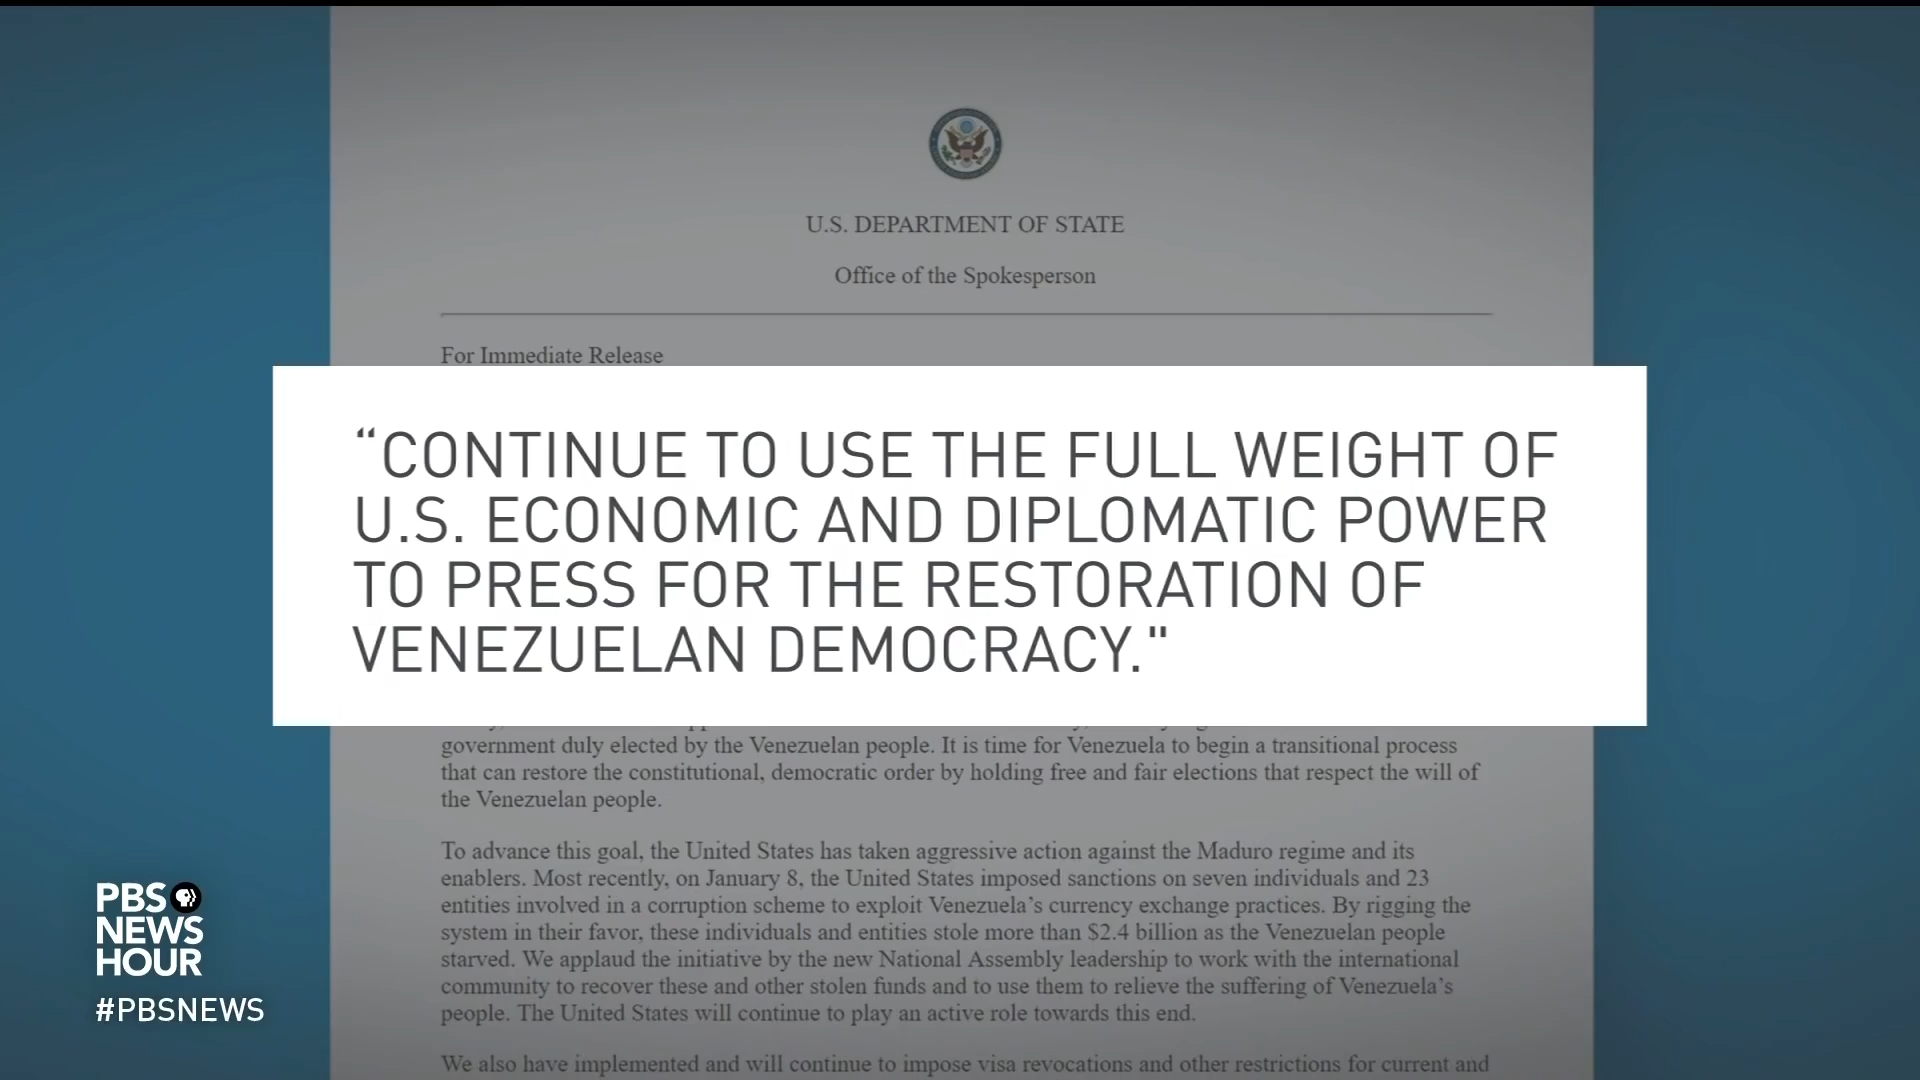 U.S. DEPARTMENT OF STATE
Office of the Spokesperson
For Immediate Release
“CONTINUE TO USE THE FULL WEIGHT OF
U.S. ECONOMIC AND DIPLOMATIC POWER
TO PRESS FOR THE RESTORATION OF
VENEZUELAN DEMOCRACY."
government duly elected by the Venezuelan people. It is time for Venezuela to begin a transitional process
that can restore the constitutional, democratic order by holding free and fair elections that respect the will of
the Venezuelan people.
To advance this goal, the United States has taken aggressive action against the Maduro regime and its
enablers. Most recently, on January 8, the United States imposed sanctions on seven individuals and 23
entities involved in a corruption scheme to exploit Venezuela’s currency exchange practices. By rigging the
system in their favor, these individuals and entities stole more than $2.4 billion as the Venezuelan people
starved. We applaud the initiative by the new National Assembly leadership to work with the international
community to recover these and other stolen funds and to use them to relieve the suffering of Venezuela’s
people. The United States will continue to play an active role towards this end.
We also have implemented and will continue to impose visa revocations and other restrictions for current and
PBS
NEWS
HOUR
#PBSNEWS